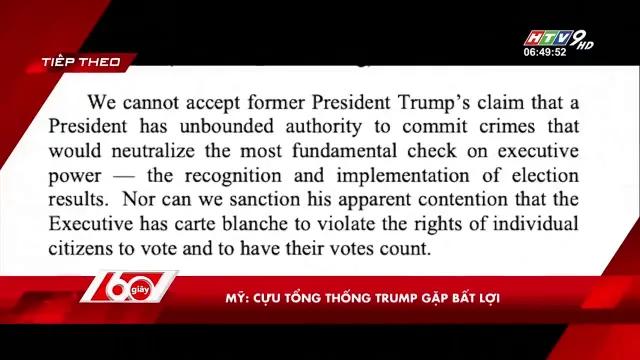 TIẾP THEO
HTV9 HD
06:49:52
We cannot accept former President Trump's claim that a
President has unbounded authority to commit crimes that
would neutralize the most fundamental check on executive
power — the recognition and implementation of election
results. Nor can we sanction his apparent contention that the
Executive has carte blanche to violate the rights of individual
citizens to vote and to have their votes count.
60 giây
MỸ: CỰU TỔNG THỐNG TRUMP GẶP BẤT LỢI